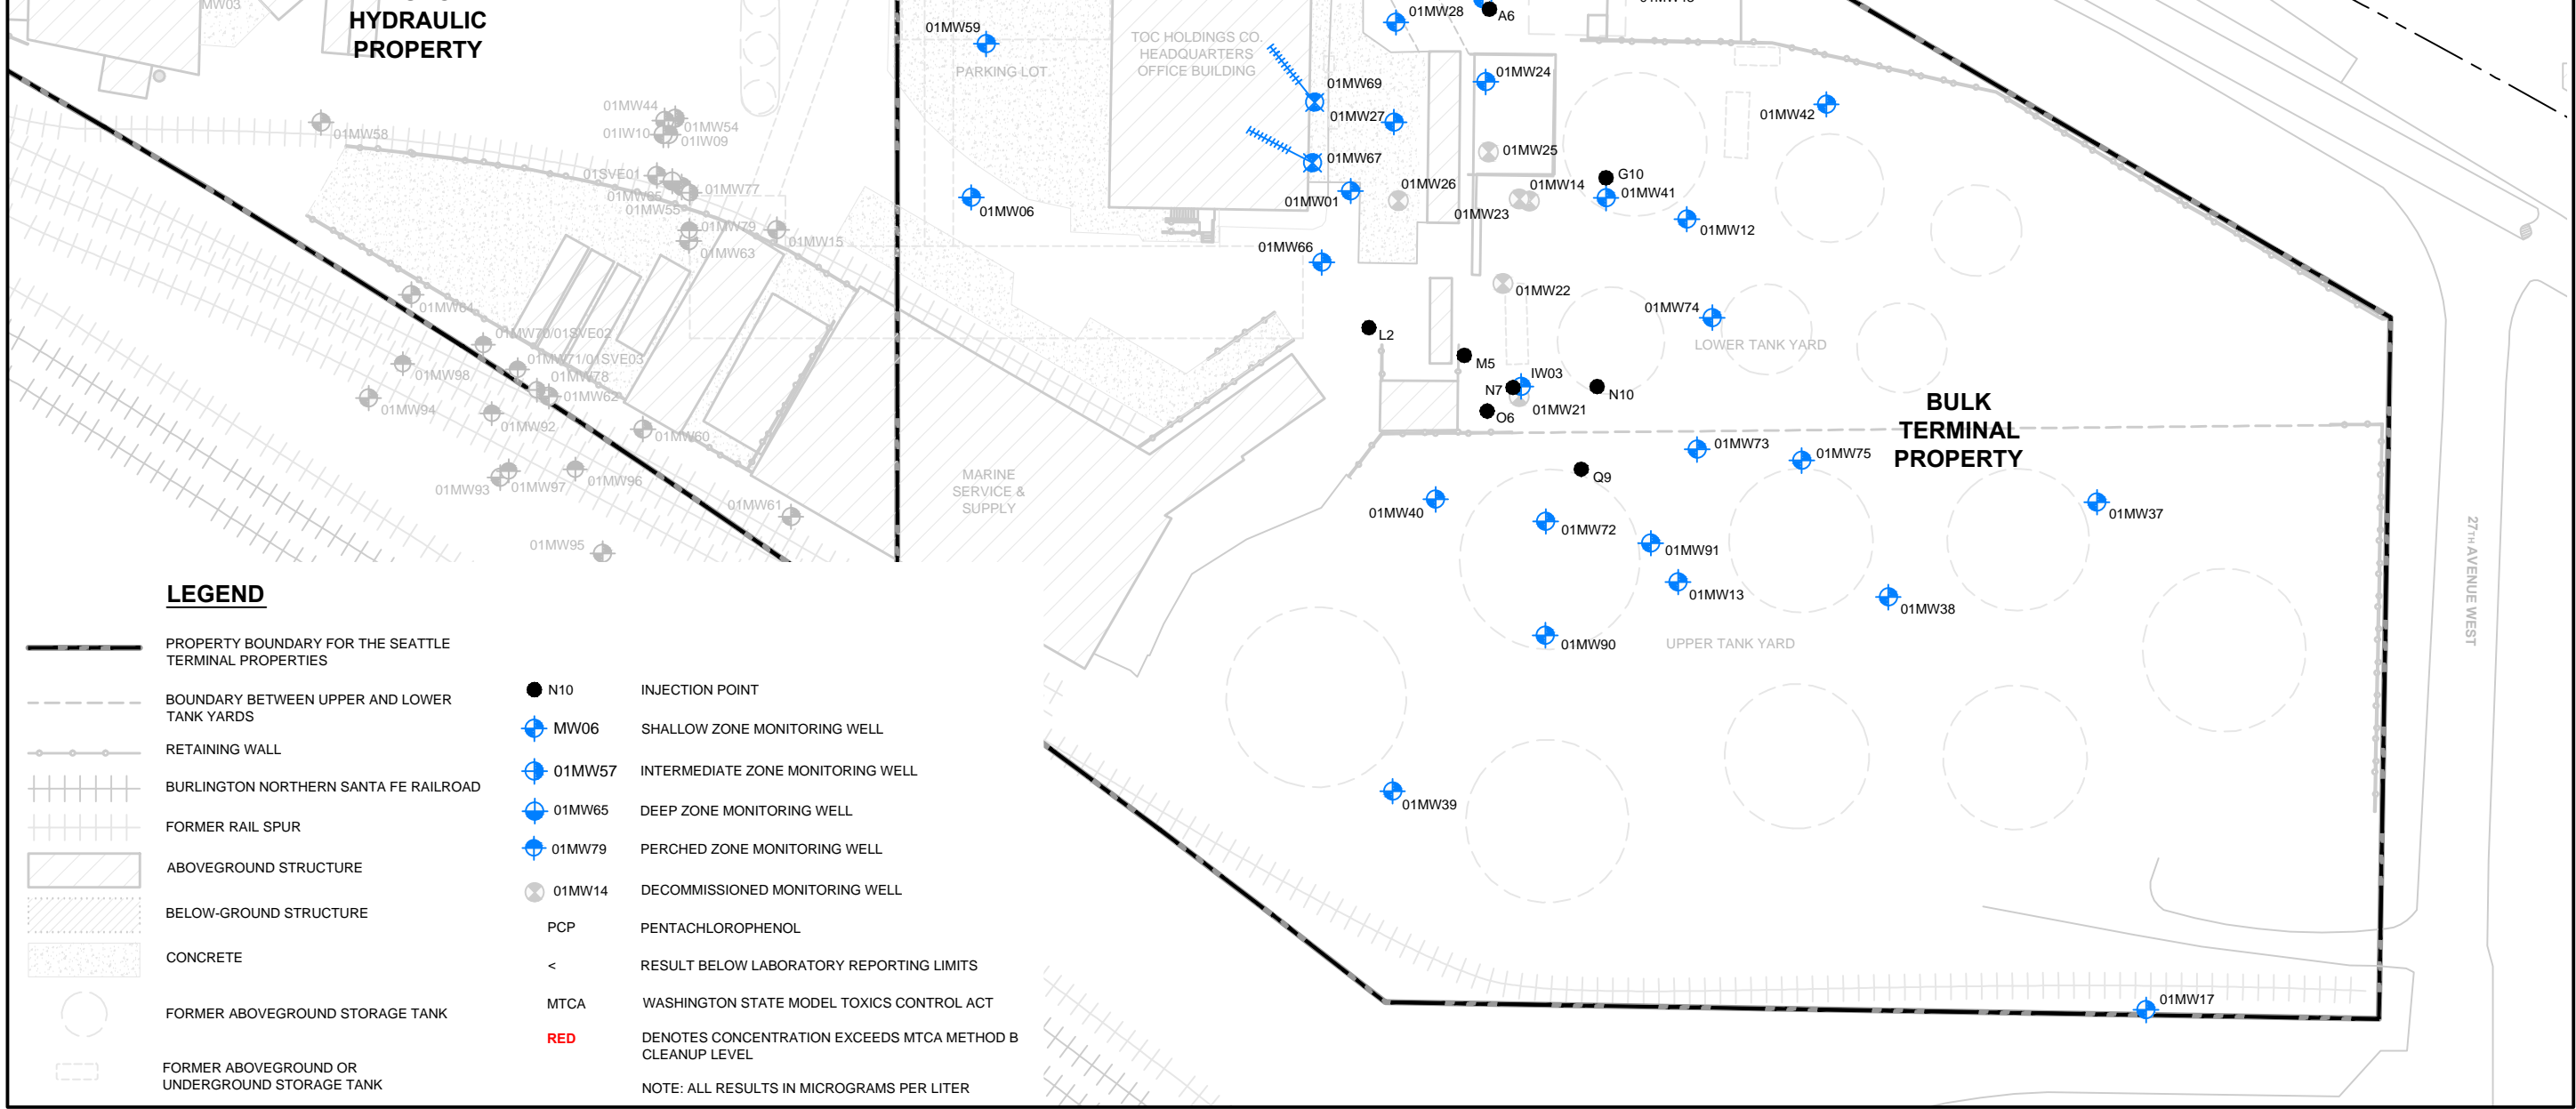 MW03
HYDRAULIC
PROPERTY
01MW59
PARKING LOT
TOC HOLDINGS CO.
HEADQUARTERS
OFFICE BUILDING
01MW28
A6
01MW24
01MW69
01MW27
01MW67
01MW42
01MW25
01MW44
01MW54
01IW10
01IW09
01MW58
01SVE01
01MW77
01MW55
01MW79
01MW15
01MW63
01MW06
01MW01
01MW26
01MW14
01MW23
G10
01MW41
01MW12
01MW66
01MW22
01MW74
LOWER TANK YARD
01MW64
01MW70/01SVE02
01MW71/01SVE03
01MW78
01MW62
01MW98
01MW94
01MW92
01MW60
01MW93
01MW97
01MW96
01MW61
01MW95
L2
M5
IW03
N7
N10
O6
01MW21
BULK
TERMINAL
PROPERTY
01MW73
01MW75
Q9
MARINE
SERVICE &
SUPPLY
01MW40
01MW72
01MW91
01MW37
01MW13
01MW38
01MW90
UPPER TANK YARD
27TH AVENUE WEST
01MW39
01MW17
LEGEND
PROPERTY BOUNDARY FOR THE SEATTLE
TERMINAL PROPERTIES
BOUNDARY BETWEEN UPPER AND LOWER
TANK YARDS
RETAINING WALL
BURLINGTON NORTHERN SANTA FE RAILROAD
FORMER RAIL SPUR
ABOVEGROUND STRUCTURE
BELOW-GROUND STRUCTURE
CONCRETE
FORMER ABOVEGROUND STORAGE TANK
FORMER ABOVEGROUND OR
UNDERGROUND STORAGE TANK
N10 INJECTION POINT
MW06 SHALLOW ZONE MONITORING WELL
01MW57 INTERMEDIATE ZONE MONITORING WELL
01MW65 DEEP ZONE MONITORING WELL
01MW79 PERCHED ZONE MONITORING WELL
01MW14 DECOMMISSIONED MONITORING WELL
PCP PENTACHLOROPHENOL
< RESULT BELOW LABORATORY REPORTING LIMITS
MTCA WASHINGTON STATE MODEL TOXICS CONTROL ACT
RED DENOTES CONCENTRATION EXCEEDS MTCA METHOD B
CLEANUP LEVEL
NOTE: ALL RESULTS IN MICROGRAMS PER LITER